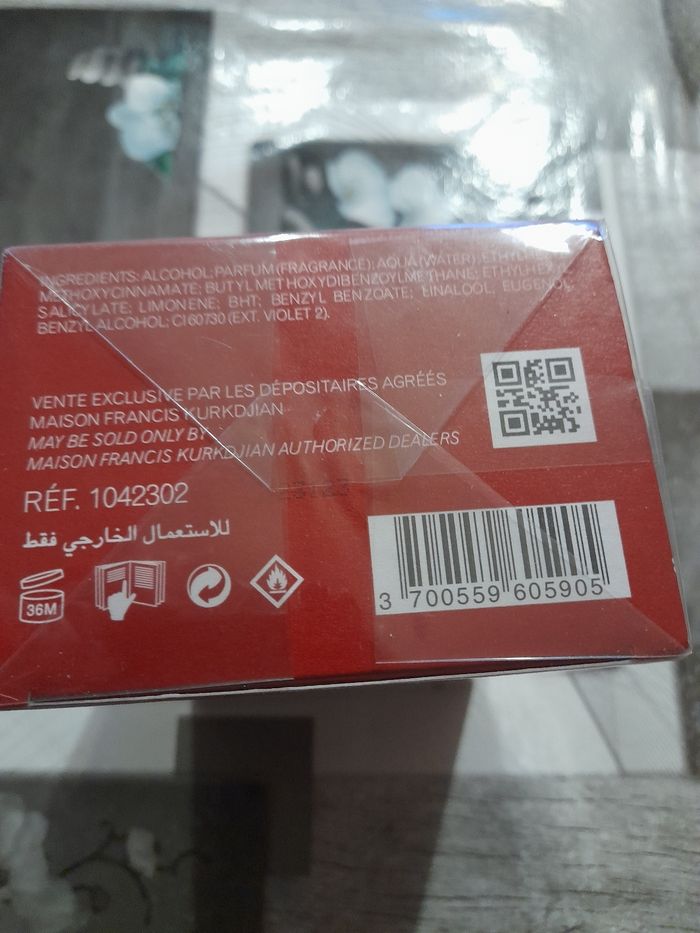 INGREDIENTS: ALCOHOL; PARFUM (FRAGRANCE); AQUA (WATER);
METHOXYCINNAMATE; BUTYL METHOXYDIBENZOYLMETHANE; ETHYLHEXYL
SALICYLATE; LIMONENE; BHT; BENZYL BENZOATE; LINALOOL; EUGENOL;
BENZYL ALCOHOL; CI 60730 (EXT. VIOLET 2).
VENTE EXCLUSIVE PAR LES DÉPOSITAIRES AGRÉÉS
MAISON FRANCIS KURKDJIAN
MAY BE SOLD ONLY BY
MAISON FRANCIS KURKDJIAN AUTHORIZED DEALERS
RÉF. 1042302
للاستعمال الخارجي فقط
36M
3 700559 605905